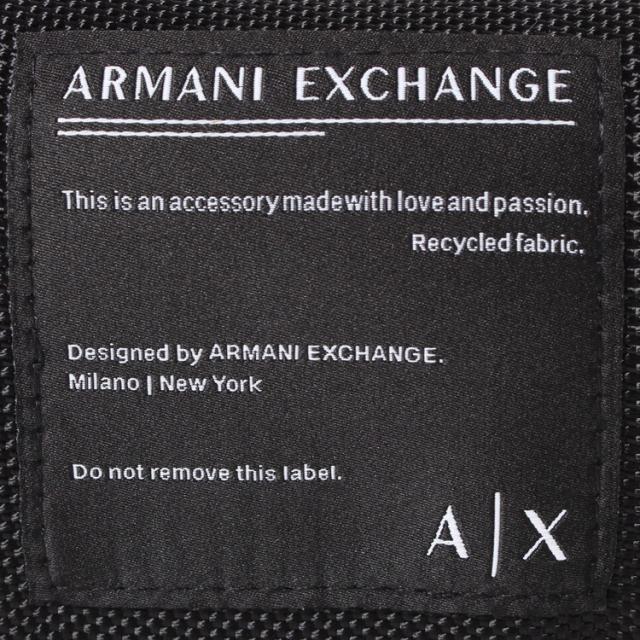 ARMANI EXCHANGE
This is an accessory made with love and passion.
Recycled fabric.
Designed by ARMANI EXCHANGE.
Milano | New York
Do not remove this label.
A|X